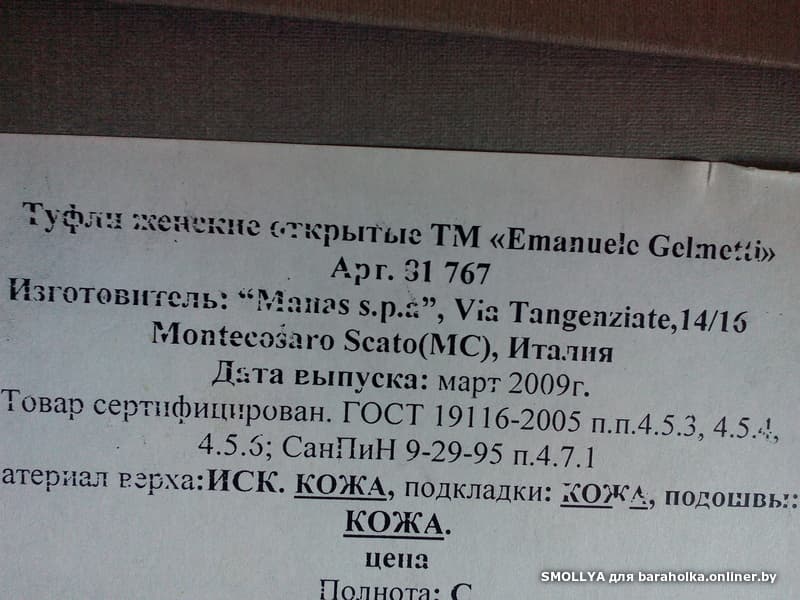 Туфли женские открытые ТМ «Emanuele Gelmetti»
Арт. 31 767
Изготовитель: “Manas s.p.a”, Via Tangenziate,14/16
Montecosaro Scato(MC), Италия
Дата выпуска: март 2009г.
Товар сертифицирован. ГОСТ 19116-2005 п.п.4.5.3, 4.5.4,
4.5.6; СанПиН 9-29-95 п.4.7.1
атериал верха:ИСК. КОЖА, подкладки: КОЖА, подошвы:
КОЖА.
цена
Полнота: С
SMOLLYA для baraholka.onliner.by